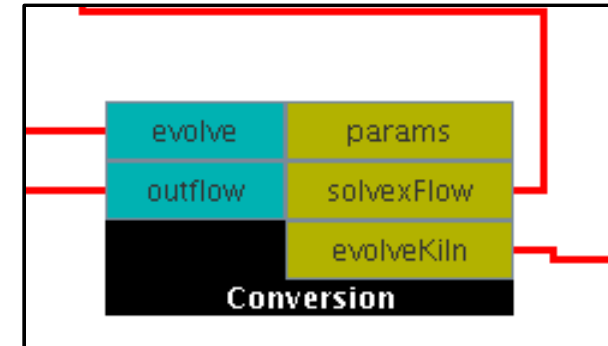 evolve params
outflow solvexFlow
evolveKiln
Conversion